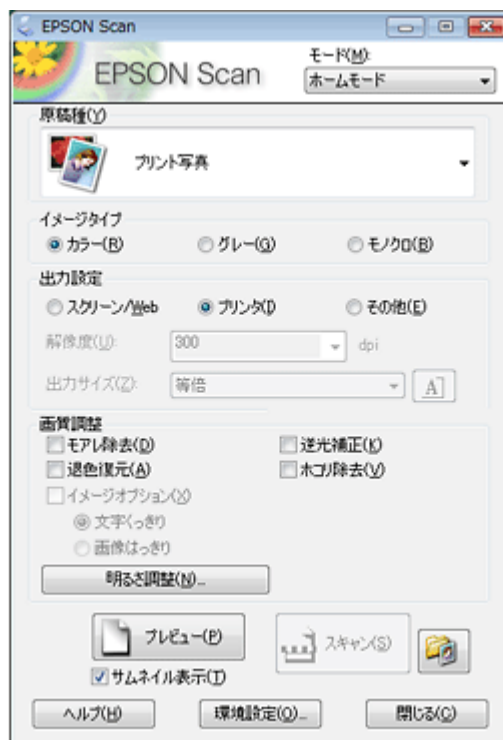 EPSON Scan
EPSON Scan
モード(M):
ホームモード
原稿種(Y)
プリント写真
イメージタイプ
カラー(R) グレー(G) モノクロ(B)
出力設定
スクリーン/Web プリンタ(I) その他(E)
解像度(U): 300 dpi
出力サイズ(Z): 等倍
画質調整
モアレ除去(D) 逆光補正(K)
退色復元(A) ホコリ除去(V)
イメージオプション(X)
文字くっきり
画像はっきり
明るさ調整(N)...
プレビュー(P) スキャン(S)
サムネイル表示(T)
ヘルプ(H) 環境設定(O)... 閉じる(C)